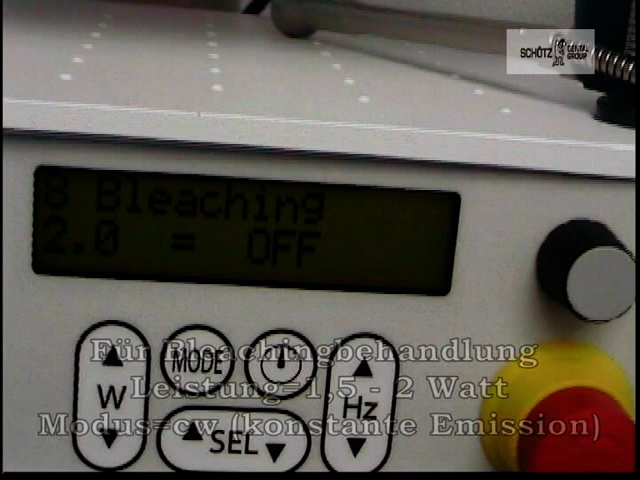 SCHÜTZ DENTAL GROUP
8 Bleaching
2.0 = OFF
MODE
W
Hz
SEL
Für Bleachingbehandlung
Leistung=1,5 - 2 Watt
Modus=cw (konstante Emission)